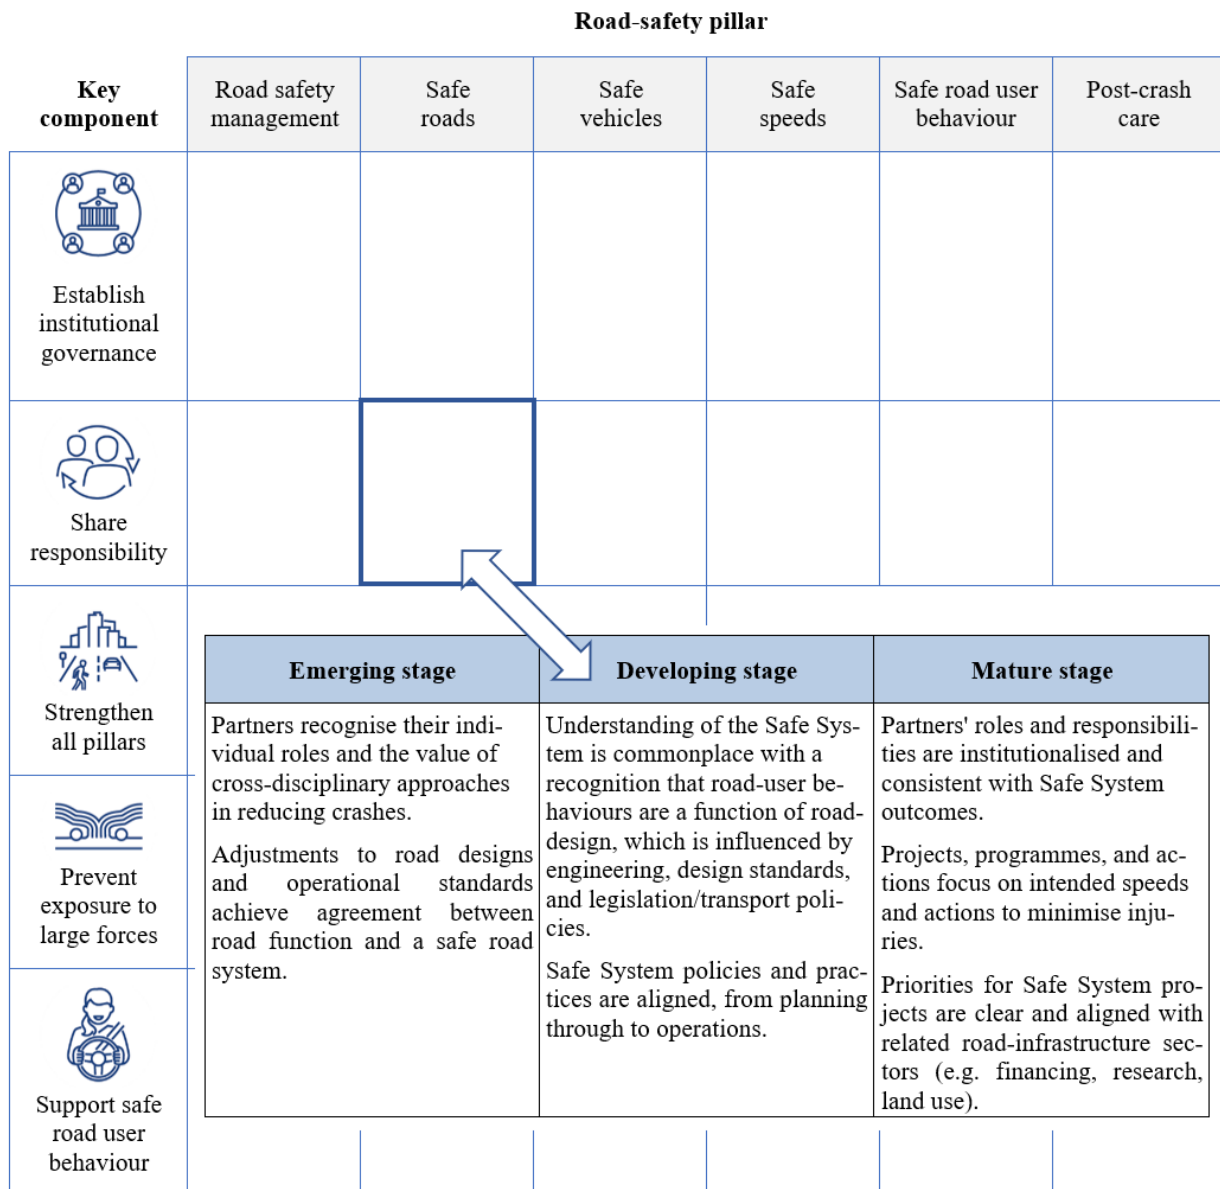 Road-safety pillar
Key
component
Road safety
management
Safe
roads
Safe
vehicles
Safe
speeds
Safe road user
behaviour
Post-crash
care
Establish
institutional
governance
Share
responsibility
Strengthen
all pillars
Prevent
exposure to
large forces
Support safe
road user
behaviour
Emerging stage
Partners recognise their indi-
vidual roles and the value of
cross-disciplinary approaches
in reducing crashes.
Adjustments to road designs
and operational standards
achieve agreement between
road function and a safe road
system.
Developing stage
Understanding of the Safe Sys-
tem is commonplace with a
recognition that road-user be-
haviours are a function of road-
design, which is influenced by
engineering, design standards,
and legislation/transport poli-
cies.
Safe System policies and prac-
tices are aligned, from planning
through to operations.
Mature stage
Partners' roles and responsibili-
ties are institutionalised and
consistent with Safe System
outcomes.
Projects, programmes, and ac-
tions focus on intended speeds
and actions to minimise inju-
ries.
Priorities for Safe System pro-
jects are clear and aligned with
related road-infrastructure sec-
tors (e.g. financing, research,
land use).